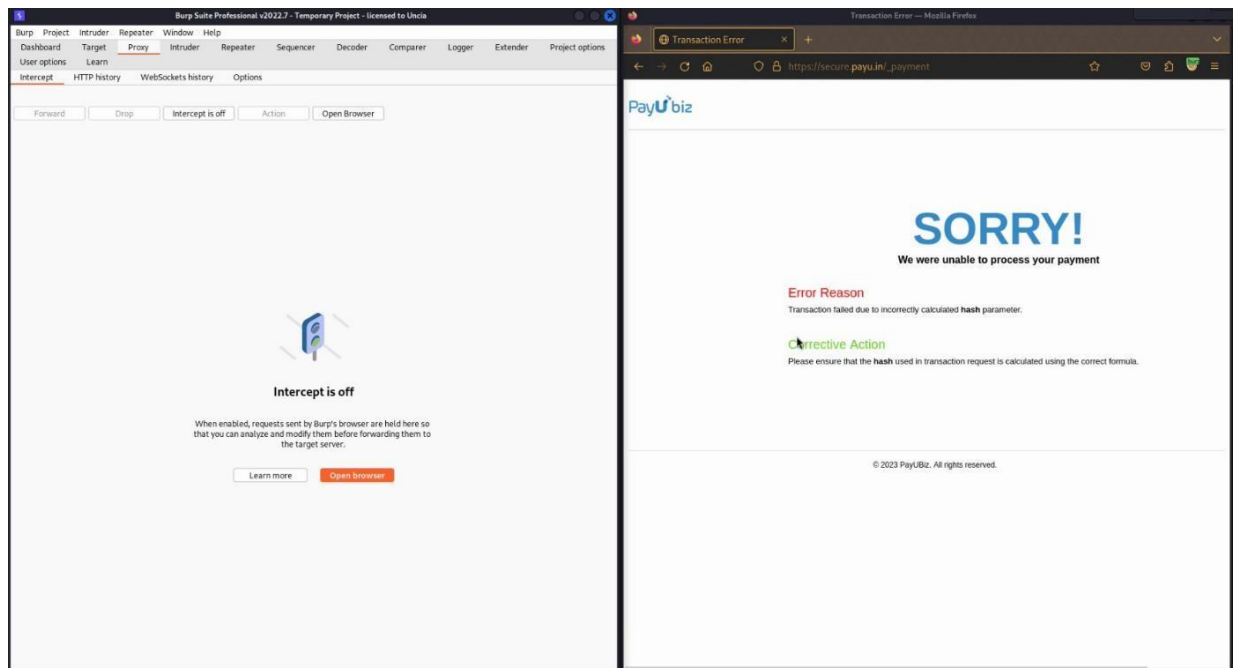 Burp Suite Professional v2022.7 - Temporary Project - licensed to Uncia
Burp Project Intruder Repeater Window Help
Dashboard Target Proxy Intruder Repeater Sequencer Decoder Comparer Logger Extender Project options
User options Learn
Intercept HTTP history WebSockets history Options
Forward Drop Intercept is off Action Open Browser
Intercept is off
When enabled, requests sent by Burp's browser are held here so
that you can analyze and modify them before forwarding them to
the target server.
Learn more Open browser
Transaction Error — Mozilla Firefox
Transaction Error
https://secure.payu.in/_payment
PayU biz
SORRY!
We were unable to process your payment
Error Reason
Transaction failed due to incorrectly calculated hash parameter.
Corrective Action
Please ensure that the hash used in transaction request is calculated using the correct formula.
© 2023 PayUBiz. All rights reserved.